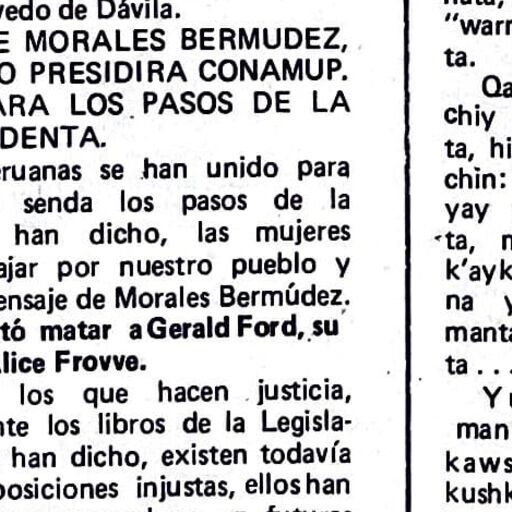 vedo de Dávila.
E MORALES BERMUDEZ,
O PRESIDIRA CONAMUP.
ARA LOS PASOS DE LA
DENTA.
eruanas se han unido para
senda los pasos de la
han dicho, las mujeres
ajar por nuestro pueblo y
ensaje de Morales Bermúdez.
tó matar a Gerald Ford, su
lice Frovve.
los que hacen justicia,
nte los libros de la Legisla-
han dicho, existen todavía
posiciones injustas, ellos han
"warn
ta.
Qa
chiy
ta, hi
chin:
yay
ta, n
k'ayk
na y
manta
ta . . .
Yu
man
kaws
kushk